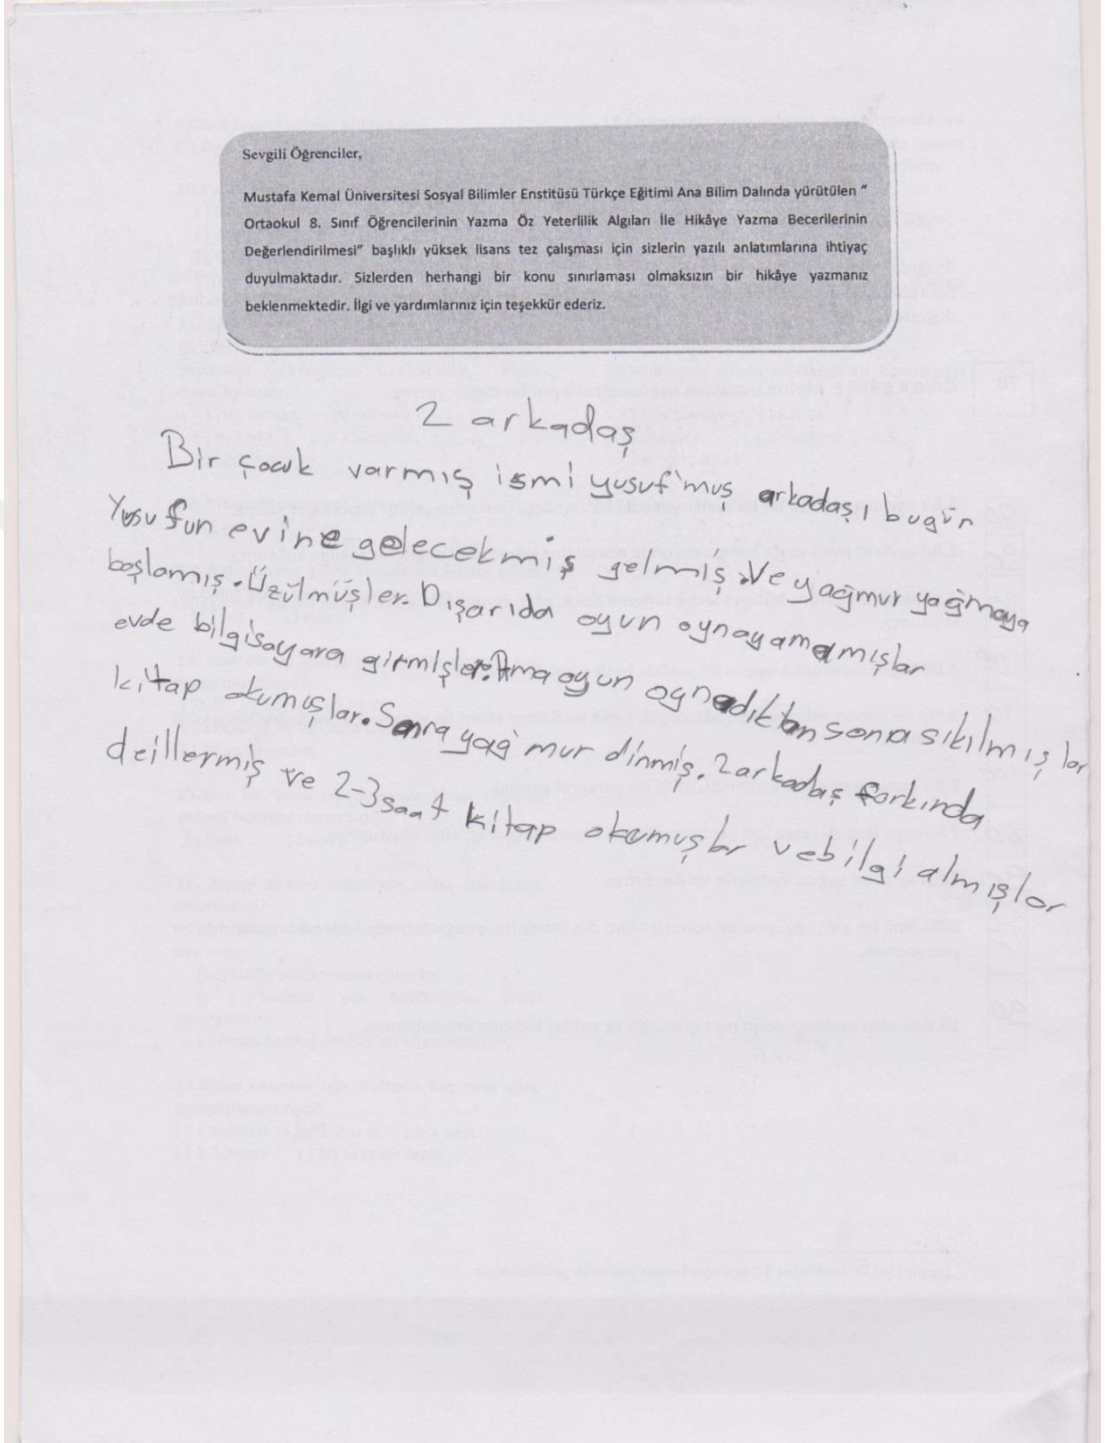 Sevgili Öğrenciler,
Mustafa Kemal Üniversitesi Sosyal Bilimler Enstitüsü Türkçe Eğitimi Ana Bilim Dalında yürütülen "
Ortaokul 8. Sınıf Öğrencilerinin Yazma Öz Yeterlilik Algıları İle Hikâye Yazma Becerilerinin
Değerlendirilmesi" başlıklı yüksek lisans tez çalışması için sizlerin yazılı anlatımlarına ihtiyaç
duyulmaktadır. Sizlerden herhangi bir konu sınırlaması olmaksızın bir hikâye yazmanız
beklenmektedir. İlgi ve yardımlarınız için teşekkür ederiz.
2 arkadaş
Bir çocuk varmış ismi yusuf'muş arkadaşı bugün
Yusufun evine gelecekmiş gelmiş.Ve yağmur yağmaya
başlamış.Üzülmüşler.Dışarıda oyun oynayamamışlar
evde bilgisayara girmişler.Ama oyun oynadıktan sonra sıkılmışlar
kitap okumuşlar.Sonra yağmur dinmiş.2 arkadaş farkında
deillermiş ve 2-3 saat kitap okumuşlar ve bilgi almışlar